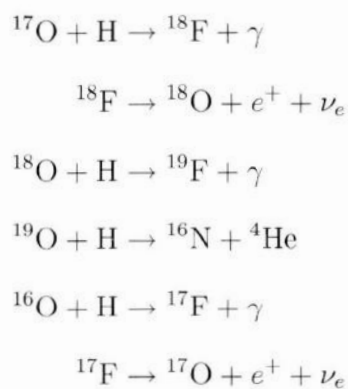 ¹⁷O + H → ¹⁸F + γ
¹⁸F → ¹⁸O + e⁺ + νₑ
¹⁸O + H → ¹⁹F + γ
¹⁹O + H → ¹⁶N + ⁴He
¹⁶O + H → ¹⁷F + γ
¹⁷F → ¹⁷O + e⁺ + νₑ